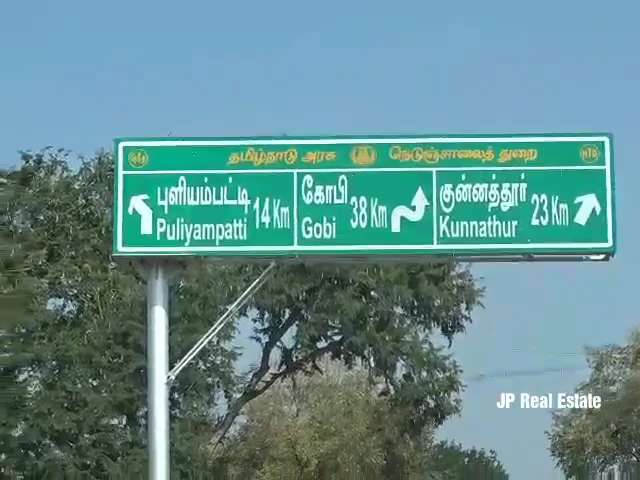 தமிழ்நாடு அரசு நெடுஞ்சாலைத் துறை
புளியம்பட்டி
Puliyampatti 14 Km
கோபி
Gobi 38 Km
குன்னத்தூர்
Kunnathur 23 Km
JP Real Estate